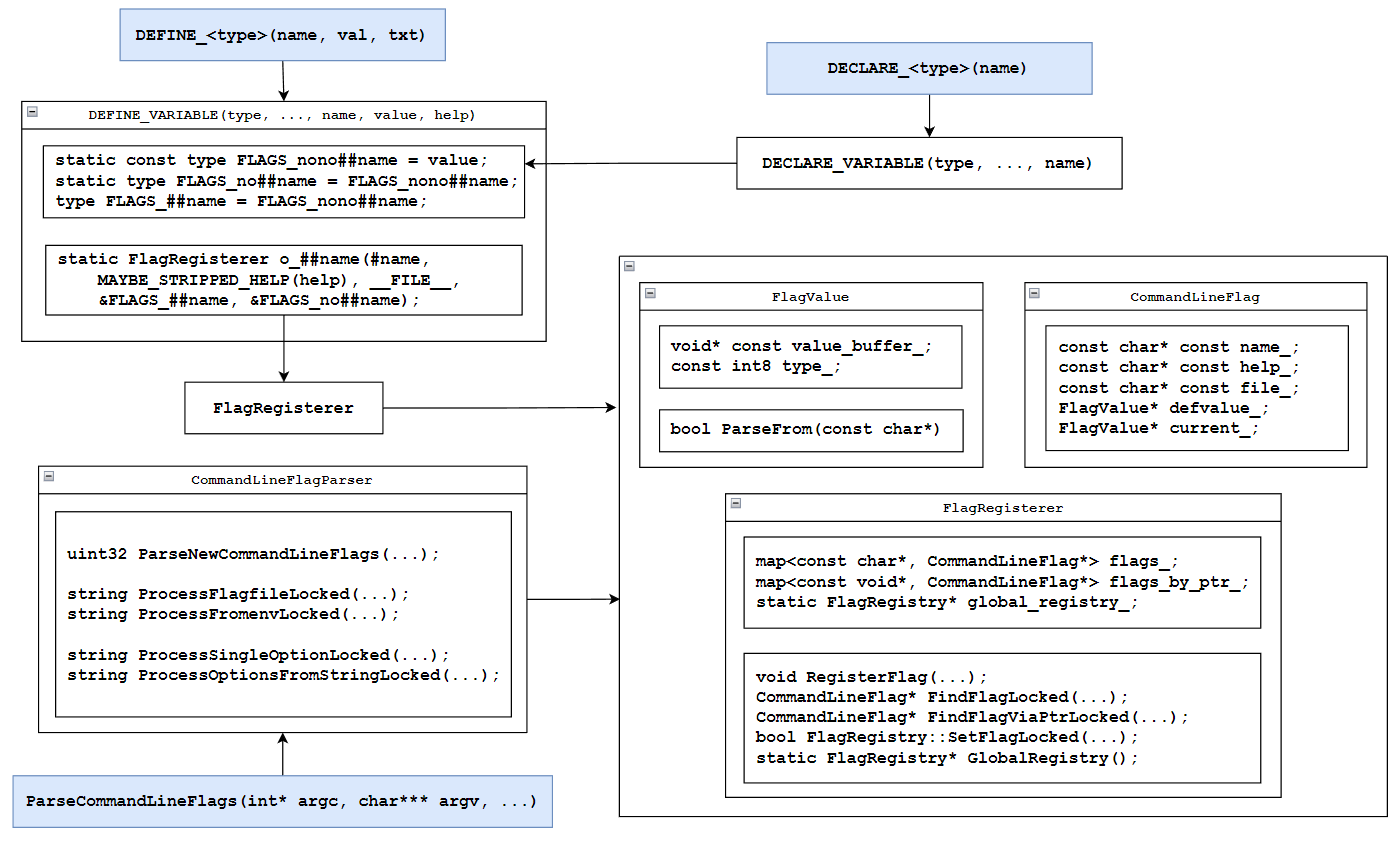 DEFINE_<type>(name, val, txt)
DECLARE_<type>(name)
DEFINE_VARIABLE(type, ..., name, value, help)
static const type FLAGS_nono##name = value;
static type FLAGS_no##name = FLAGS_nono##name;
type FLAGS_##name = FLAGS_nono##name;
DECLARE_VARIABLE(type, ..., name)
static FlagRegisterer o_##name(#name,
MAYBE_STRIPPED_HELP(help), __FILE__,
&FLAGS_##name, &FLAGS_no##name);
FlagRegisterer
FlagValue
void* const value_buffer_;
const int8 type_;
bool ParseFrom(const char*)
CommandLineFlag
const char* const name_;
const char* const help_;
const char* const file_;
FlagValue* defvalue_;
FlagValue* current_;
CommandLineFlagParser
uint32 ParseNewCommandLineFlags(...);
string ProcessFlagfileLocked(...);
string ProcessFromenvLocked(...);
string ProcessSingleOptionLocked(...);
string ProcessOptionsFromStringLocked(...);
FlagRegisterer
map<const char*, CommandLineFlag*> flags_;
map<const void*, CommandLineFlag*> flags_by_ptr_;
static FlagRegistry* global_registry_;
void RegisterFlag(...);
CommandLineFlag* FindFlagLocked(...);
CommandLineFlag* FindFlagViaPtrLocked(...);
bool FlagRegistry::SetFlagLocked(...);
static FlagRegistry* GlobalRegistry();
ParseCommandLineFlags(int* argc, char*** argv, ...)